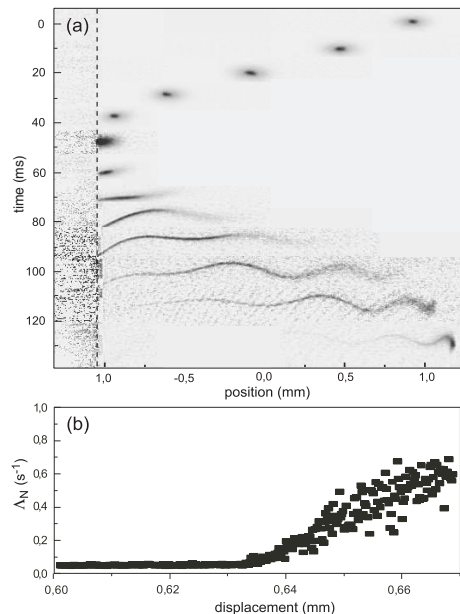 (a)
0
20
40
60
80
100
120
time (ms)
1,0 -0,5 0,0 0,5 1,0
position (mm)
(b)
1,0
0,8
0,6
0,4
0,2
0,0
ΛN (s-1)
0,60 0,62 0,64 0,66
displacement (mm)